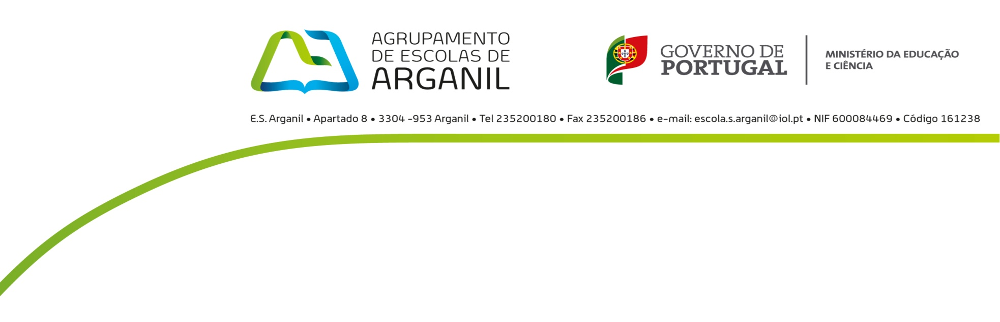 AGRUPAMENTO
DE ESCOLAS DE
ARGANIL
GOVERNO DE
PORTUGAL
MINISTÉRIO DA EDUCAÇÃO
E CIÊNCIA
E.S. Arganil • Apartado 8 • 3304 -953 Arganil • Tel 235200180 • Fax 235200186 • e-mail: escola.s.arganil@iol.pt • NIF 600084469 • Código 161238